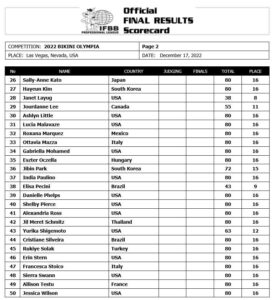 Official
FINAL RESULTS
Scorecard
IFBB
PROFESSIONAL LEAGUE
COMPETITION: 2022 BIKINI OLYMPIA Page 2
PLACE: Las Vegas, Nevada, USA DATE: December 17, 2022
No NAME COUNTRY JUDGING FINALS TOTAL PLACE
26 Sally-Anne Kato Japan 80 16
27 Hayeun Kim South Korea 80 16
28 Janet Layug USA 38 8
29 Jourdanne Lee Canada 55 11
30 Ashlyn Little USA 80 16
31 Lucia Malavaze USA 80 16
32 Roxana Marquez Mexico 80 16
33 Ottavia Mazza Italy 80 16
34 Gabriella Mohamed USA 80 16
35 Eszter Oczella Hungary 80 16
36 Jibin Park South Korea 72 15
37 India Paulino USA 80 16
38 Elisa Pecini Brazil 43 9
39 Danielle Phelps USA 80 16
40 Shelby Pierce USA 80 16
41 Alexandria Ross USA 80 16
42 Jil Meret Schmitz Thailand 80 16
43 Yurika Shigemoto USA 63 12
44 Cristiane Silveira Brazil 80 16
45 Rukiye Solak Turkey 80 16
46 Erin Stern USA 80 16
47 Francesca Stoico Italy 80 16
48 Sierra Swann USA 80 16
49 Allison Testu France 80 16
50 Jessica Wilson USA 80 16